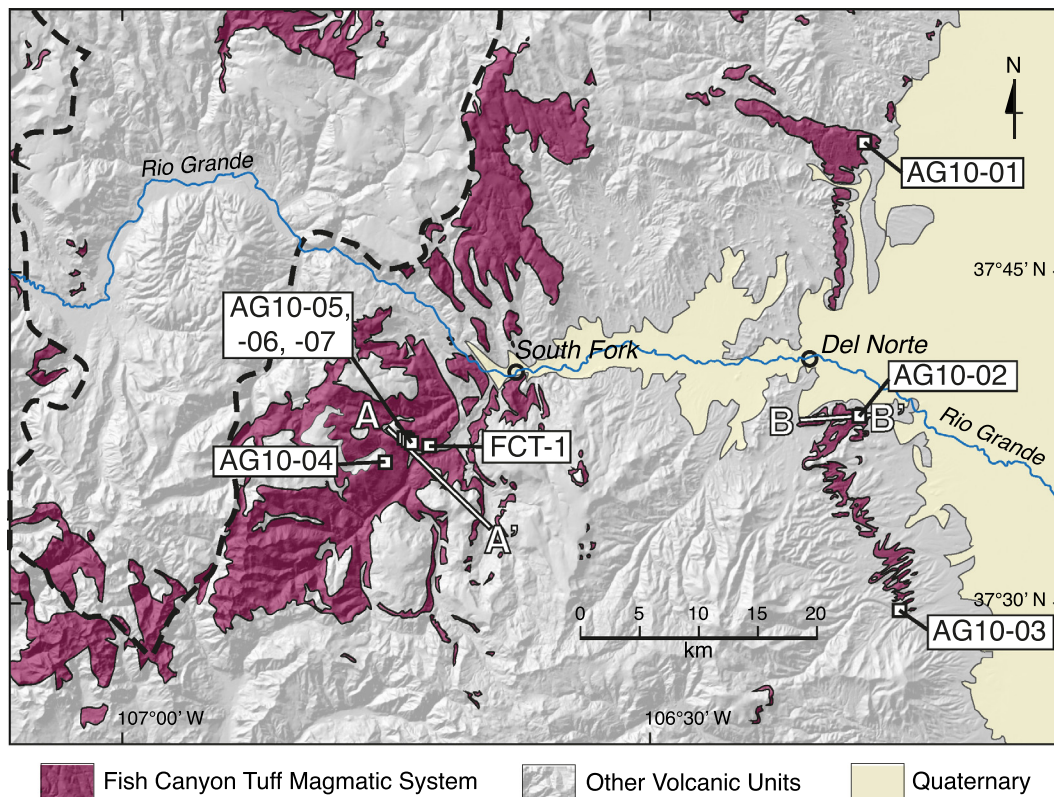 N
Rio Grande
AG10-01
37°45' N
AG10-05,
-06, -07
South Fork
Del Norte
AG10-02
A
B
B'
Rio Grande
FCT-1
AG10-04
A'
37°30' N
0 5 10 15 20
km
AG10-03
107°00' W
106°30' W
Fish Canyon Tuff Magmatic System
Other Volcanic Units
Quaternary